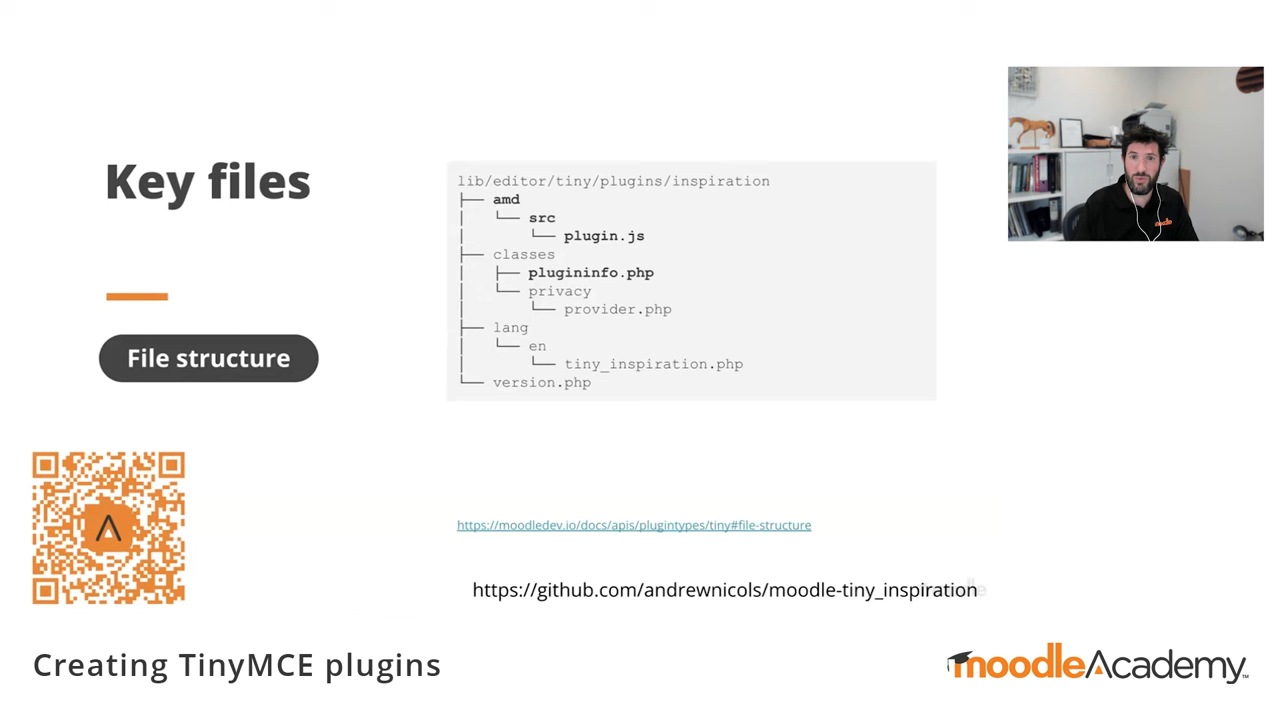 Key files
File structure
lib/editor/tiny/plugins/inspiration
├── amd
│   └── src
│       └── plugin.js
├── classes
│   ├── plugininfo.php
│   └── privacy
│       └── provider.php
├── lang
│   └── en
│       └── tiny_inspiration.php
└── version.php
https://moodledev.io/docs/apis/plugintypes/tiny#file-structure
https://github.com/andrewnicols/moodle-tiny_inspiration
Creating TinyMCE plugins
moodleAcademy™
moodle